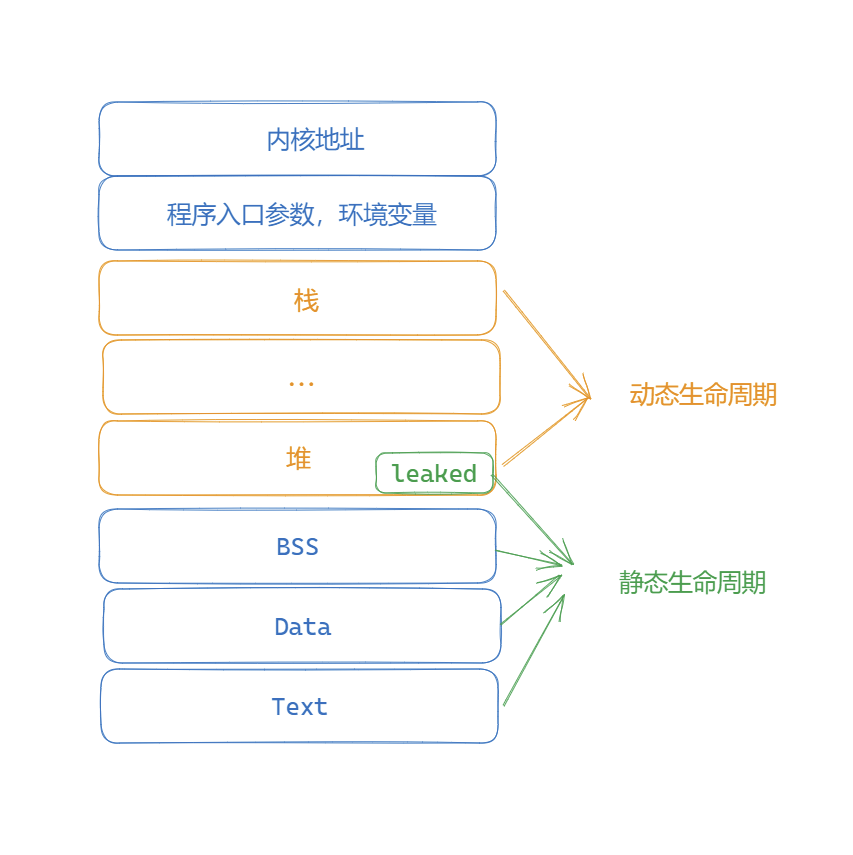 内核地址
程序入口参数，环境变量
栈
...
动态生命周期
堆
leaked
BSS
静态生命周期
Data
Text